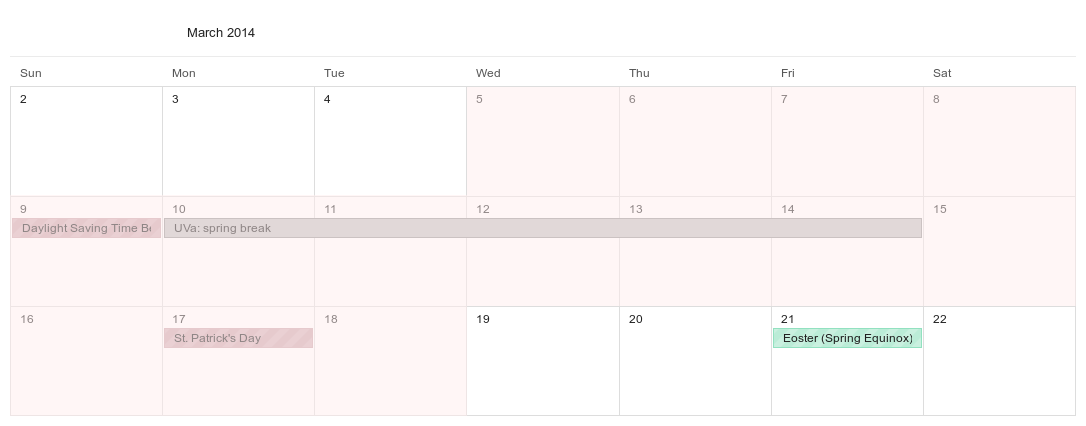 March 2014
Sun Mon Tue Wed Thu Fri Sat
2 3 4 5 6 7 8
9 10 11 12 13 14 15
Daylight Saving Time UVa: spring break
16 17 18 19 20 21 22
St. Patrick's Day Eoster (Spring Equinox)